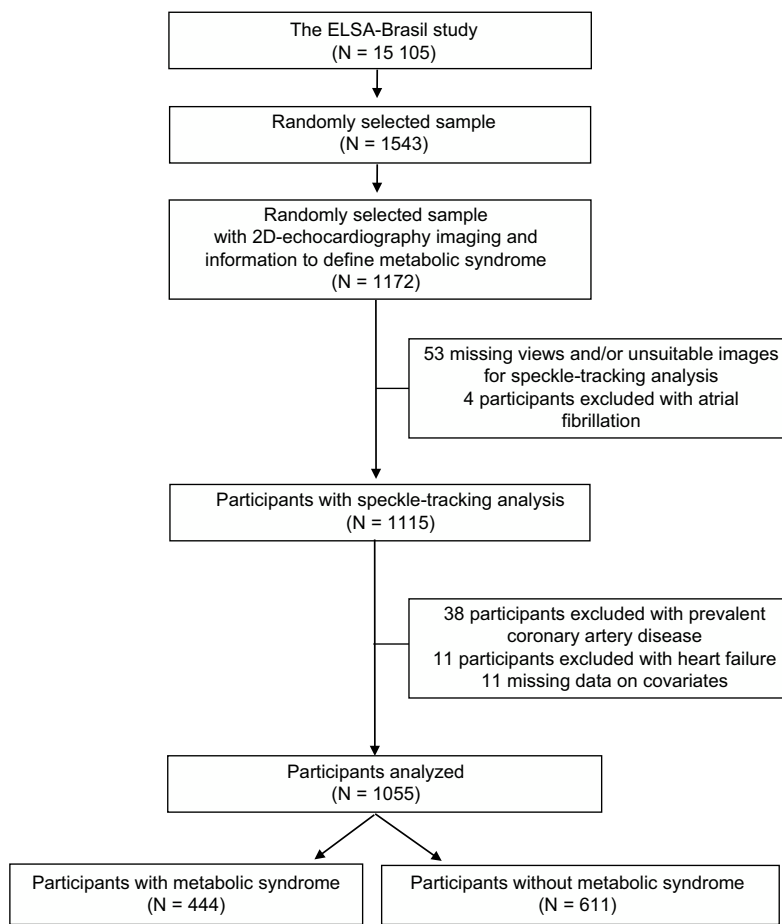 The ELSA-Brasil study
(N = 15 105)
Randomly selected sample
(N = 1543)
Randomly selected sample
with 2D-echocardiography imaging and
information to define metabolic syndrome
(N = 1172)
53 missing views and/or unsuitable images
for speckle-tracking analysis
4 participants excluded with atrial
fibrillation
Participants with speckle-tracking analysis
(N = 1115)
38 participants excluded with prevalent
coronary artery disease
11 participants excluded with heart failure
11 missing data on covariates
Participants analyzed
(N = 1055)
Participants with metabolic syndrome
(N = 444)
Participants without metabolic syndrome
(N = 611)